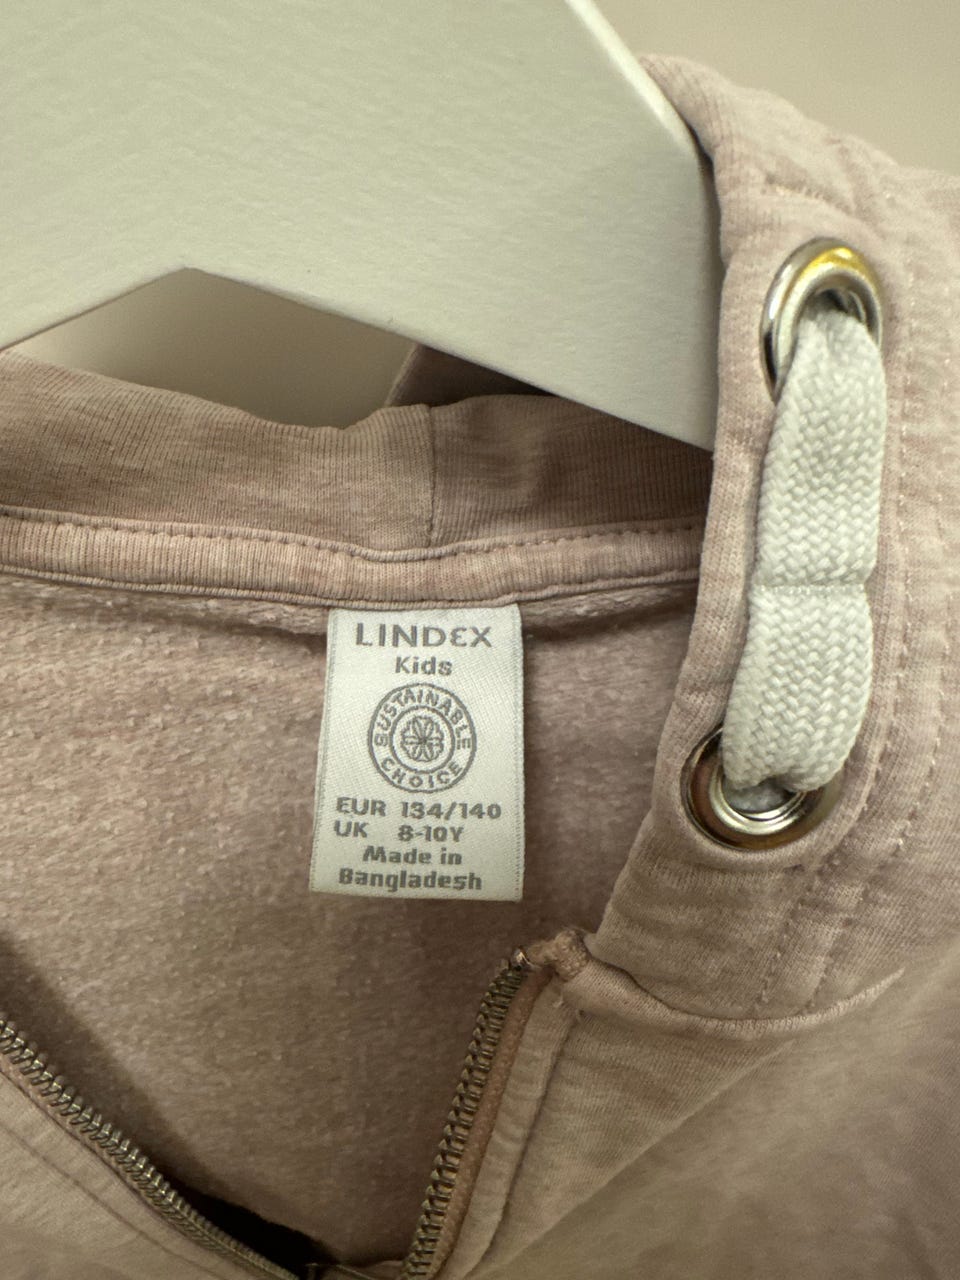 LINDEX
Kids
SUSTAINABLE
CHOICE
EUR 134/140
UK 8-10Y
Made in
Bangladesh